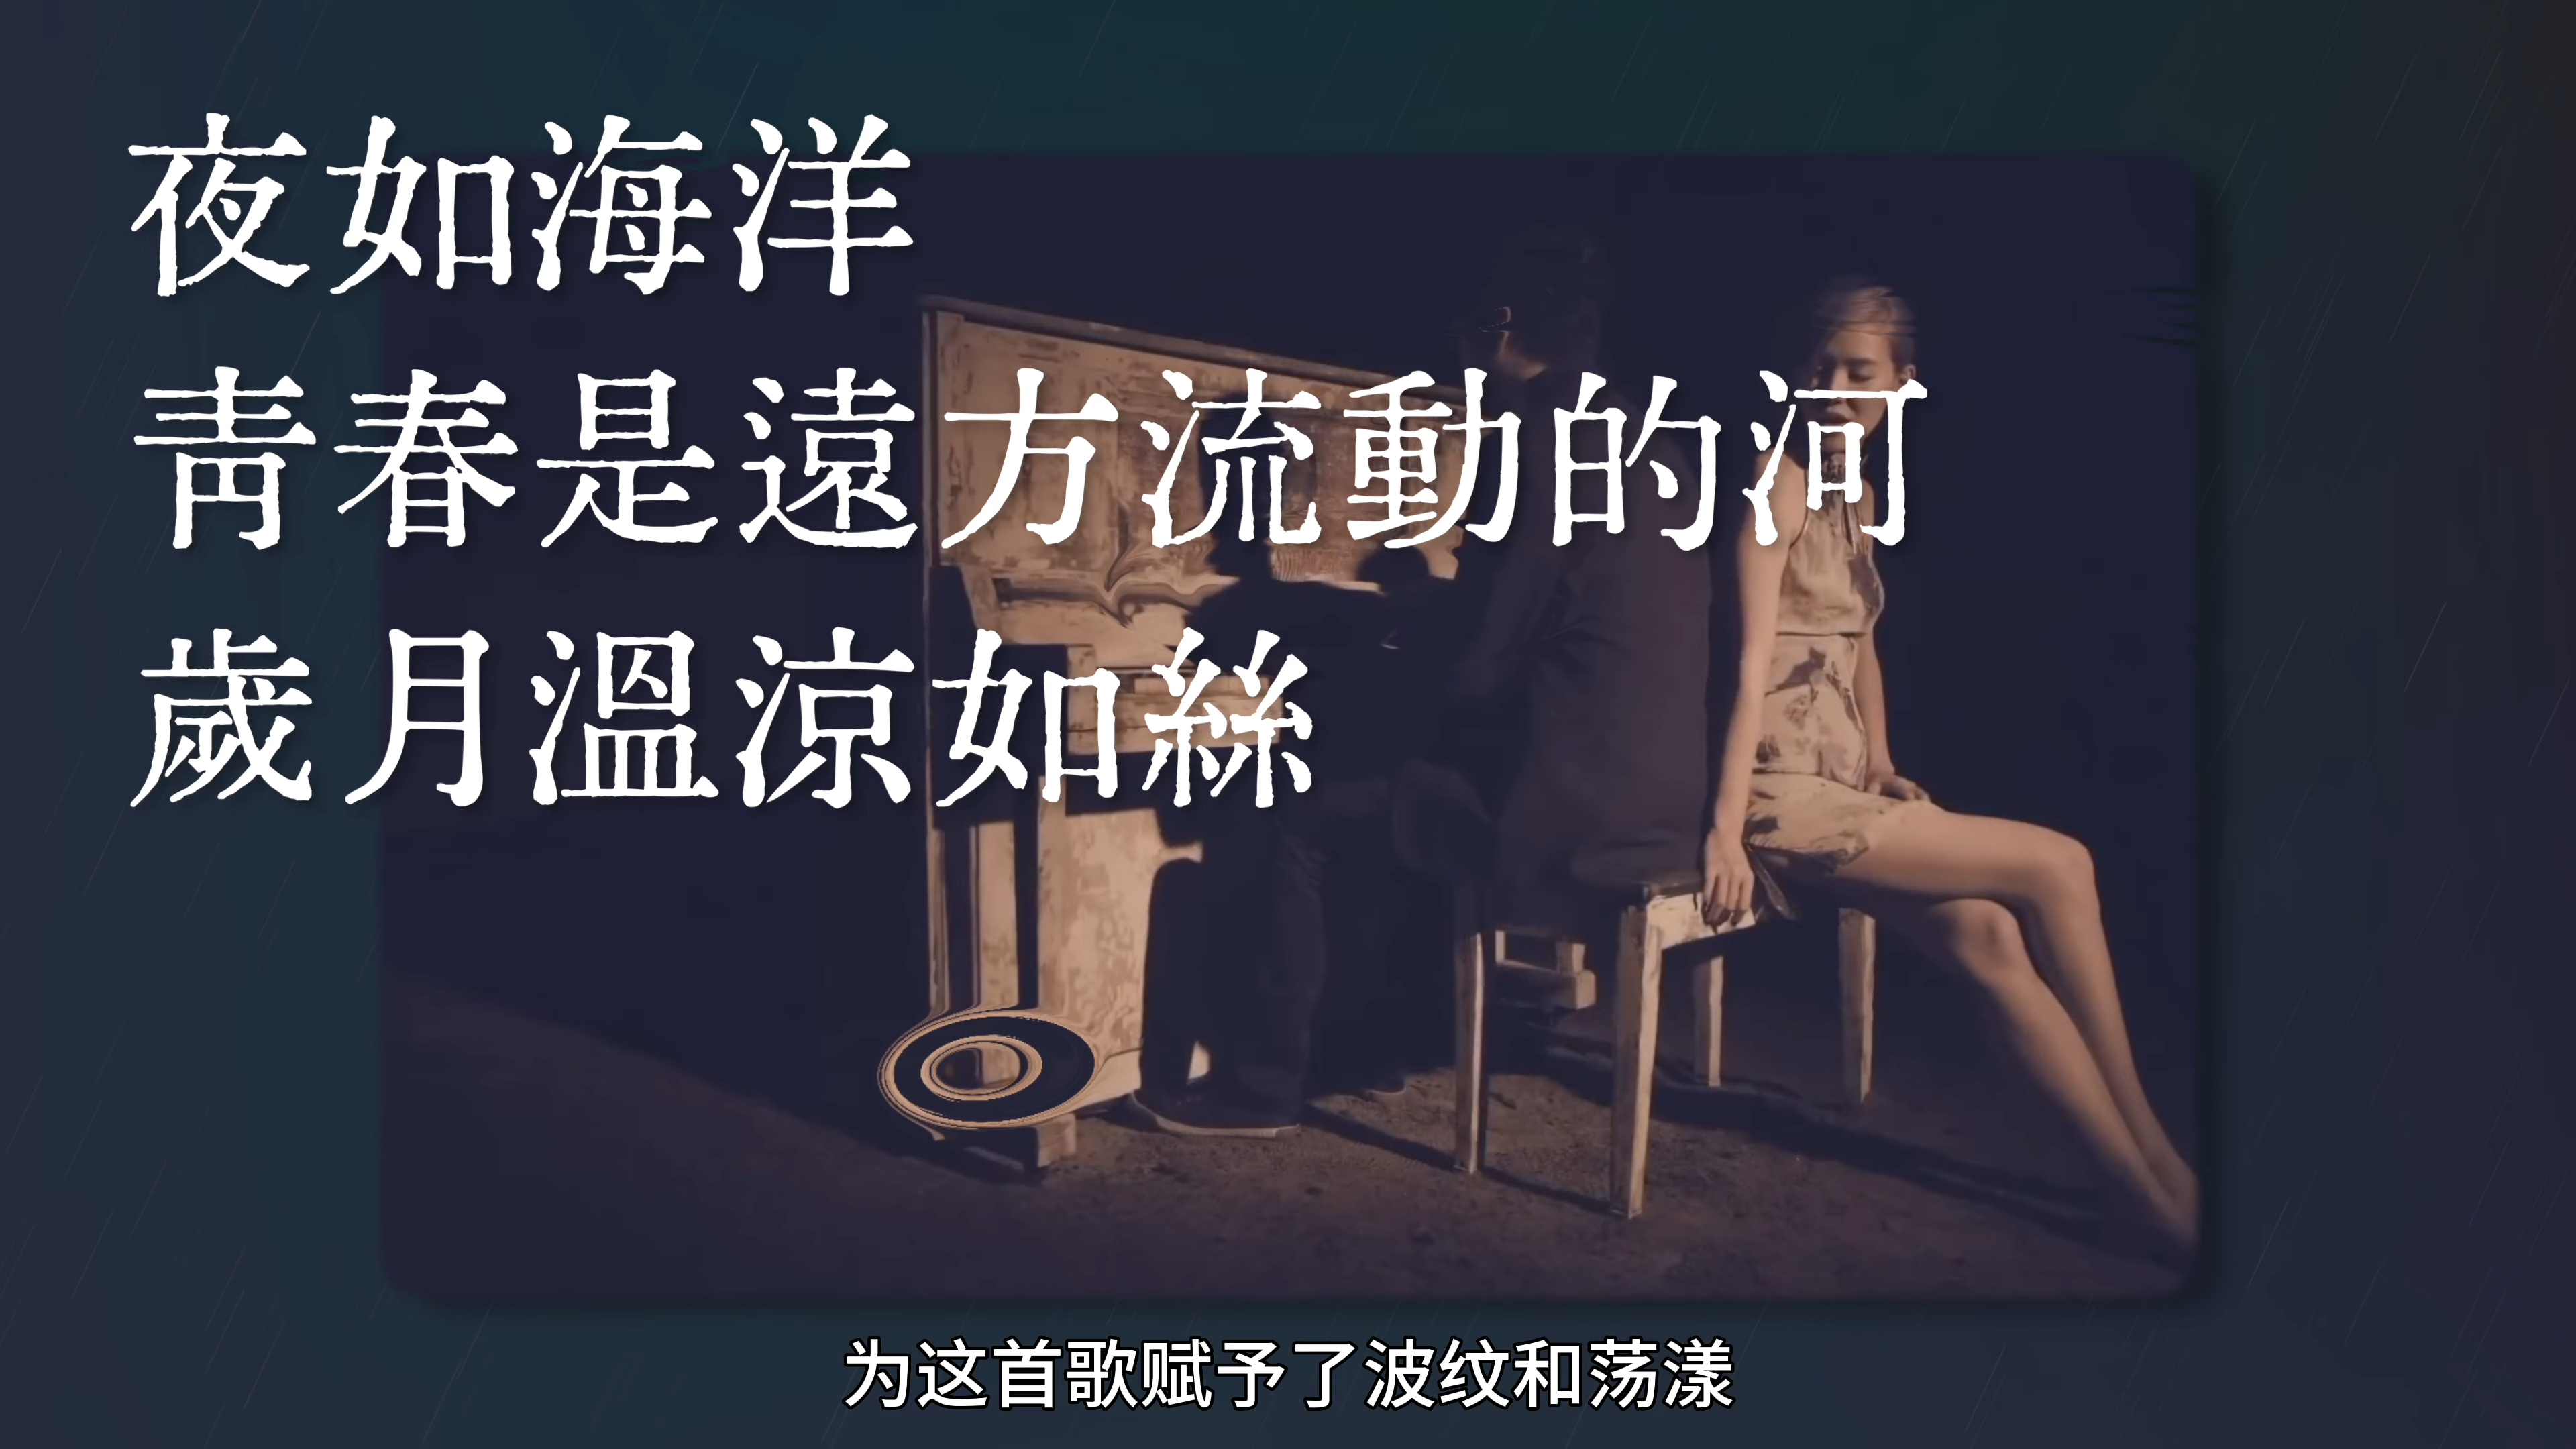 夜如海洋
靑春是遠方流動的河
歲月溫涼如絲
为这首歌赋予了波纹和荡漾